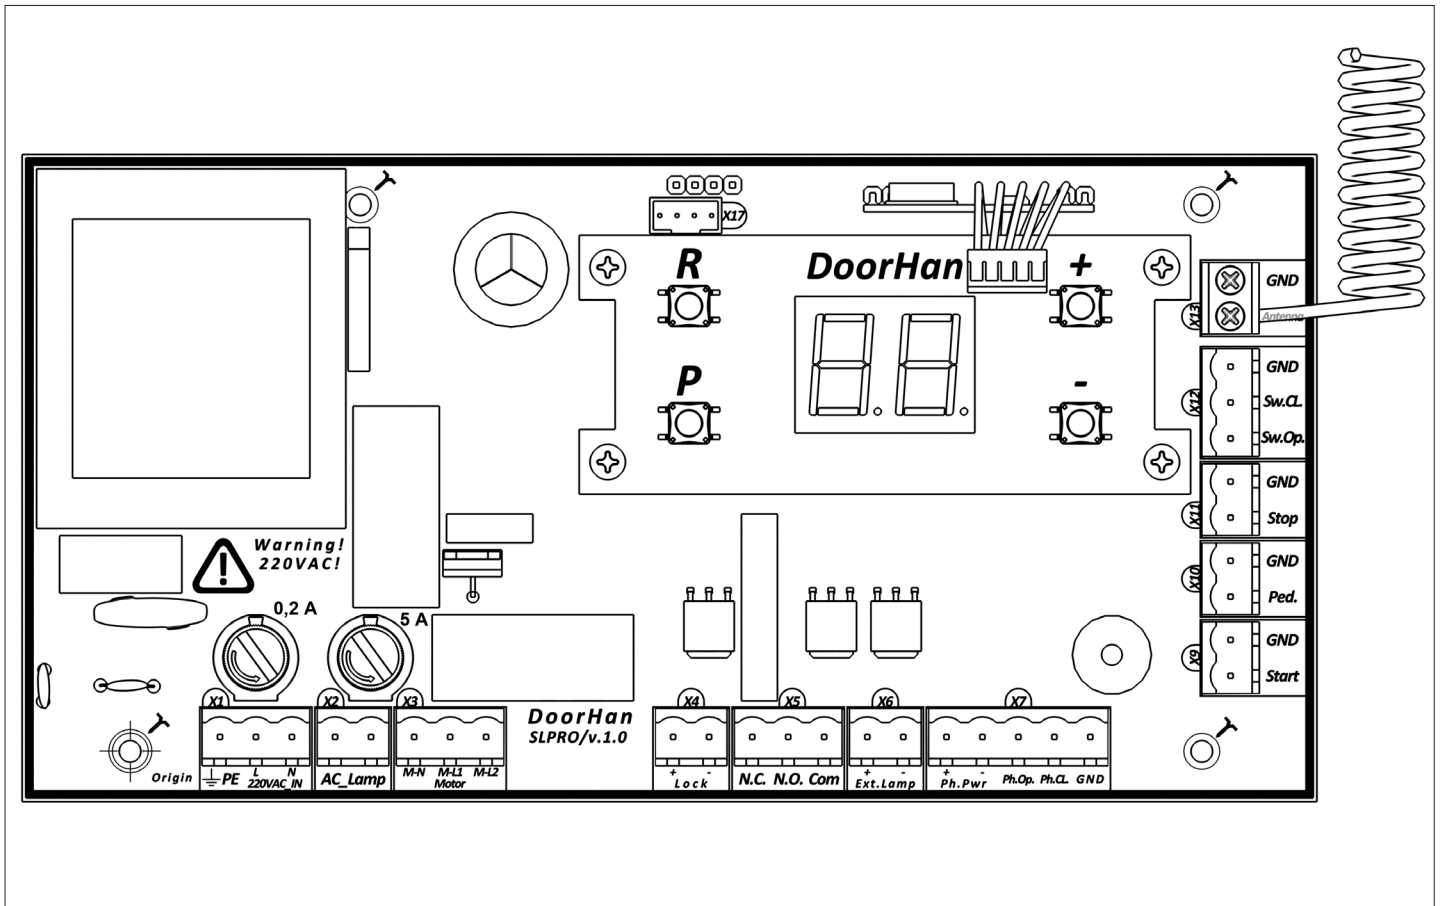 X17
R
DoorHan
+
GND
X13
Antenna
P
-
GND
X12
Sw.CL.
Sw.Op.
GND
X11
Stop
GND
X10
Ped.
GND
X9
Start
Warning!
220VAC!
0,2 A
5 A
X1
X2
X3
X4
X5
X6
X7
DoorHan
SLPRO/v.1.0
Origin
PE
L N
220VAC_IN
AC_Lamp
M-N M-L1 M-L2
Motor
+ -
Lock
N.C. N.O. Com
+ -
Ext.Lamp
+ -
Ph.Pwr
Ph.Op. Ph.CL. GND